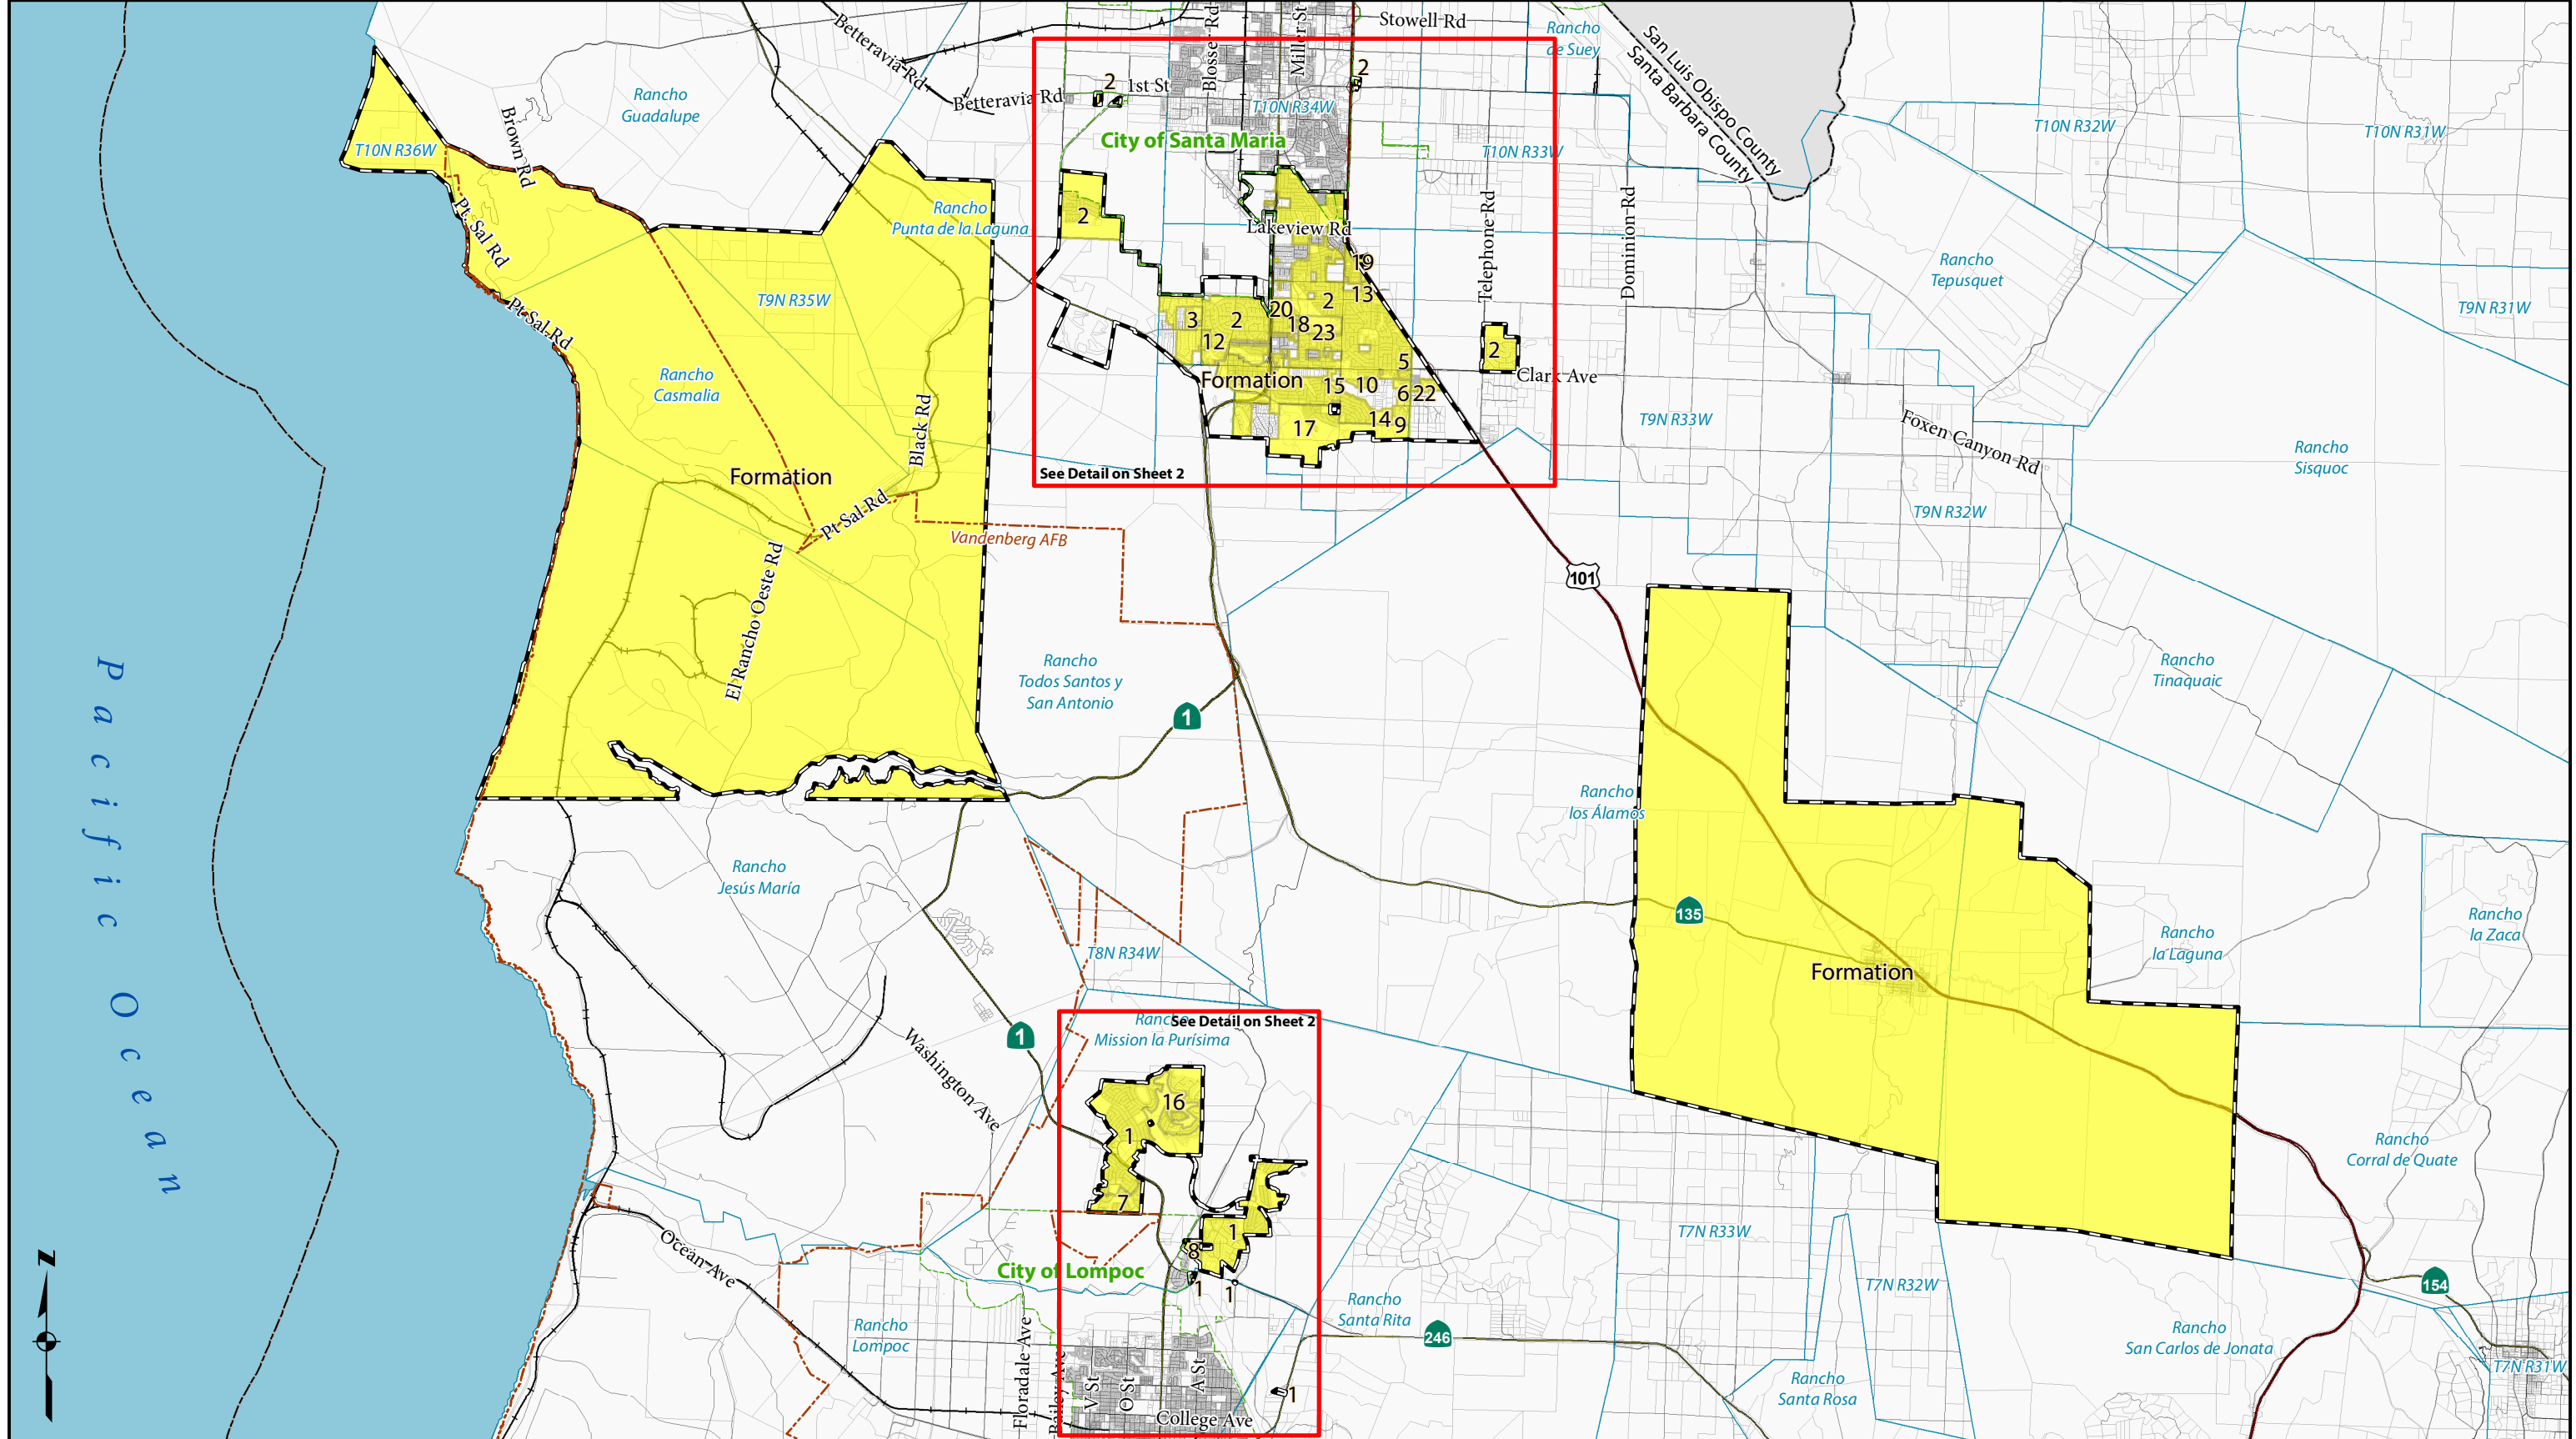 Stowell Rd
Betteravia Rd
Blosser Rd
Miller St
Rancho
de Suey
San Luis Obispo County
Santa Barbara County
2
2
1st St
Betteravia Rd
Rancho
Guadalupe
Brown Rd
T10N R34W
City of Santa Maria
T10N R36W
T10N R33W
T10N R32W
T10N R31W
Pt Sal Rd
Rancho
Punta de la Laguna
2
Lakeview Rd
Telephone Rd
Dominion Rd
Rancho
Tepusquet
19
T9N R35W
2
13
T9N R31W
Pt Sal Rd
3
2
20
18
23
12
5
2
Clark Ave
Rancho
Casmalia
Formation
15
10
6
22
14
9
17
Black Rd
T9N R33W
Foxen Canyon Rd
Rancho
Sisquoc
Formation
See Detail on Sheet 2
Pt Sal Rd
T9N R32W
Vandenberg AFB
101
El Rancho Oeste Rd
Pacific Ocean
Rancho
Todos Santos y
San Antonio
Rancho
Tinaquaic
1
Rancho
los Álamos
Rancho
Jesús María
135
Rancho
la Zaca
Rancho
la Laguna
T8N R34W
Formation
1
Rancho
See Detail on Sheet 2
Mission la Purísima
Washington Ave
16
1
Rancho
Corral de Quate
7
1
T7N R33W
8
Ocean Ave
City of Lompoc
1
1
T7N R32W
154
Z
Rancho
Santa Rita
Rancho
Lompoc
246
Rancho
San Carlos de Jonata
T7N R31W
Floradale Ave
Bailey Ave
V St
O St
A St
1
Rancho
Santa Rosa
College Ave